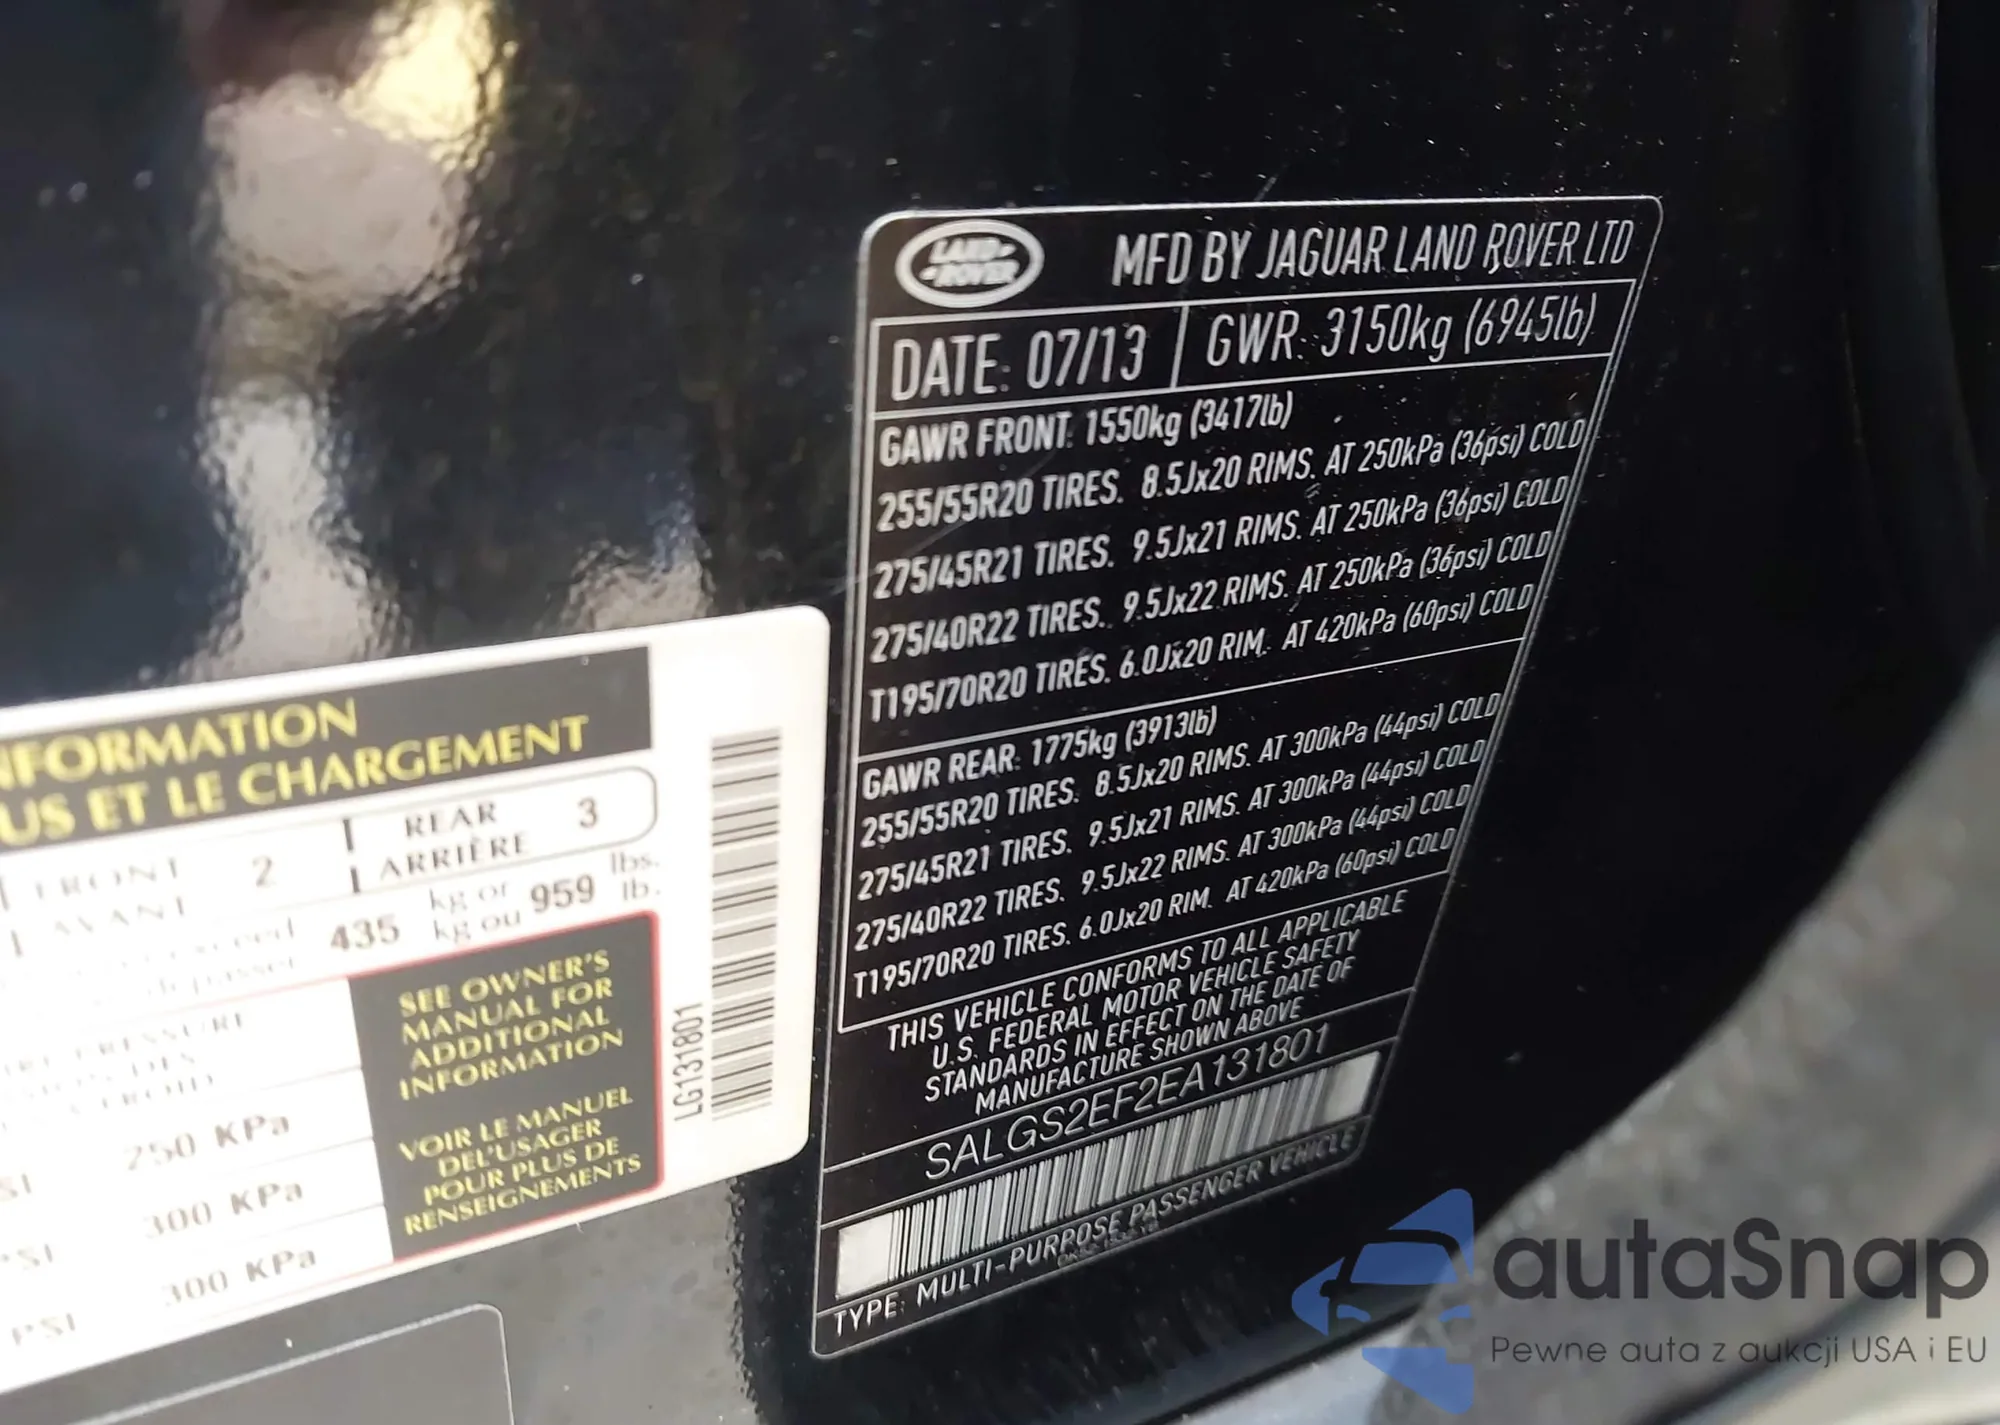 LAND
ROVER
MFD BY JAGUAR LAND ROVER LTD
DATE: 07/13
GWR: 3150kg (6945lb)
GAWR FRONT: 1550kg (3417lb)
255/55R20 TIRES. 8.5Jx20 RIMS. AT 250kPa (36psi) COLD
275/45R21 TIRES. 9.5Jx21 RIMS. AT 250kPa (36psi) COLD
275/40R22 TIRES. 9.5Jx22 RIMS. AT 250kPa (36psi) COLD
T195/70R20 TIRES. 6.0Jx20 RIM. AT 420kPa (60psi) COLD
GAWR REAR: 1775kg (3913lb)
255/55R20 TIRES. 8.5Jx20 RIMS. AT 300kPa (44psi) COLD
275/45R21 TIRES. 9.5Jx21 RIMS. AT 300kPa (44psi) COLD
275/40R22 TIRES. 9.5Jx22 RIMS. AT 300kPa (44psi) COLD
T195/70R20 TIRES. 6.0Jx20 RIM. AT 420kPa (60psi) COLD
THIS VEHICLE CONFORMS TO ALL APPLICABLE
U.S. FEDERAL MOTOR VEHICLE SAFETY
STANDARDS IN EFFECT ON THE DATE OF
MANUFACTURE SHOWN ABOVE
SALGS2EF2EA131801
TYPE: MULTI-PURPOSE PASSENGER VEHICLE
NFORMATION
US ET LE CHARGEMENT
FRONT
AVANT
2
REAR
ARRIÈRE
3
exceed
dépasser
435
kg or
kg ou
959
lbs.
lb.
PRESSURE
DES
FROID
250 KPa
300 KPa
PSI 300 KPa
SEE OWNER'S
MANUAL FOR
ADDITIONAL
INFORMATION
VOIR LE MANUEL
DEL'USAGER
POUR PLUS DE
RENSEIGNEMENTS
LG131801
autaSnap
Pewne auta z aukcji USA i EU